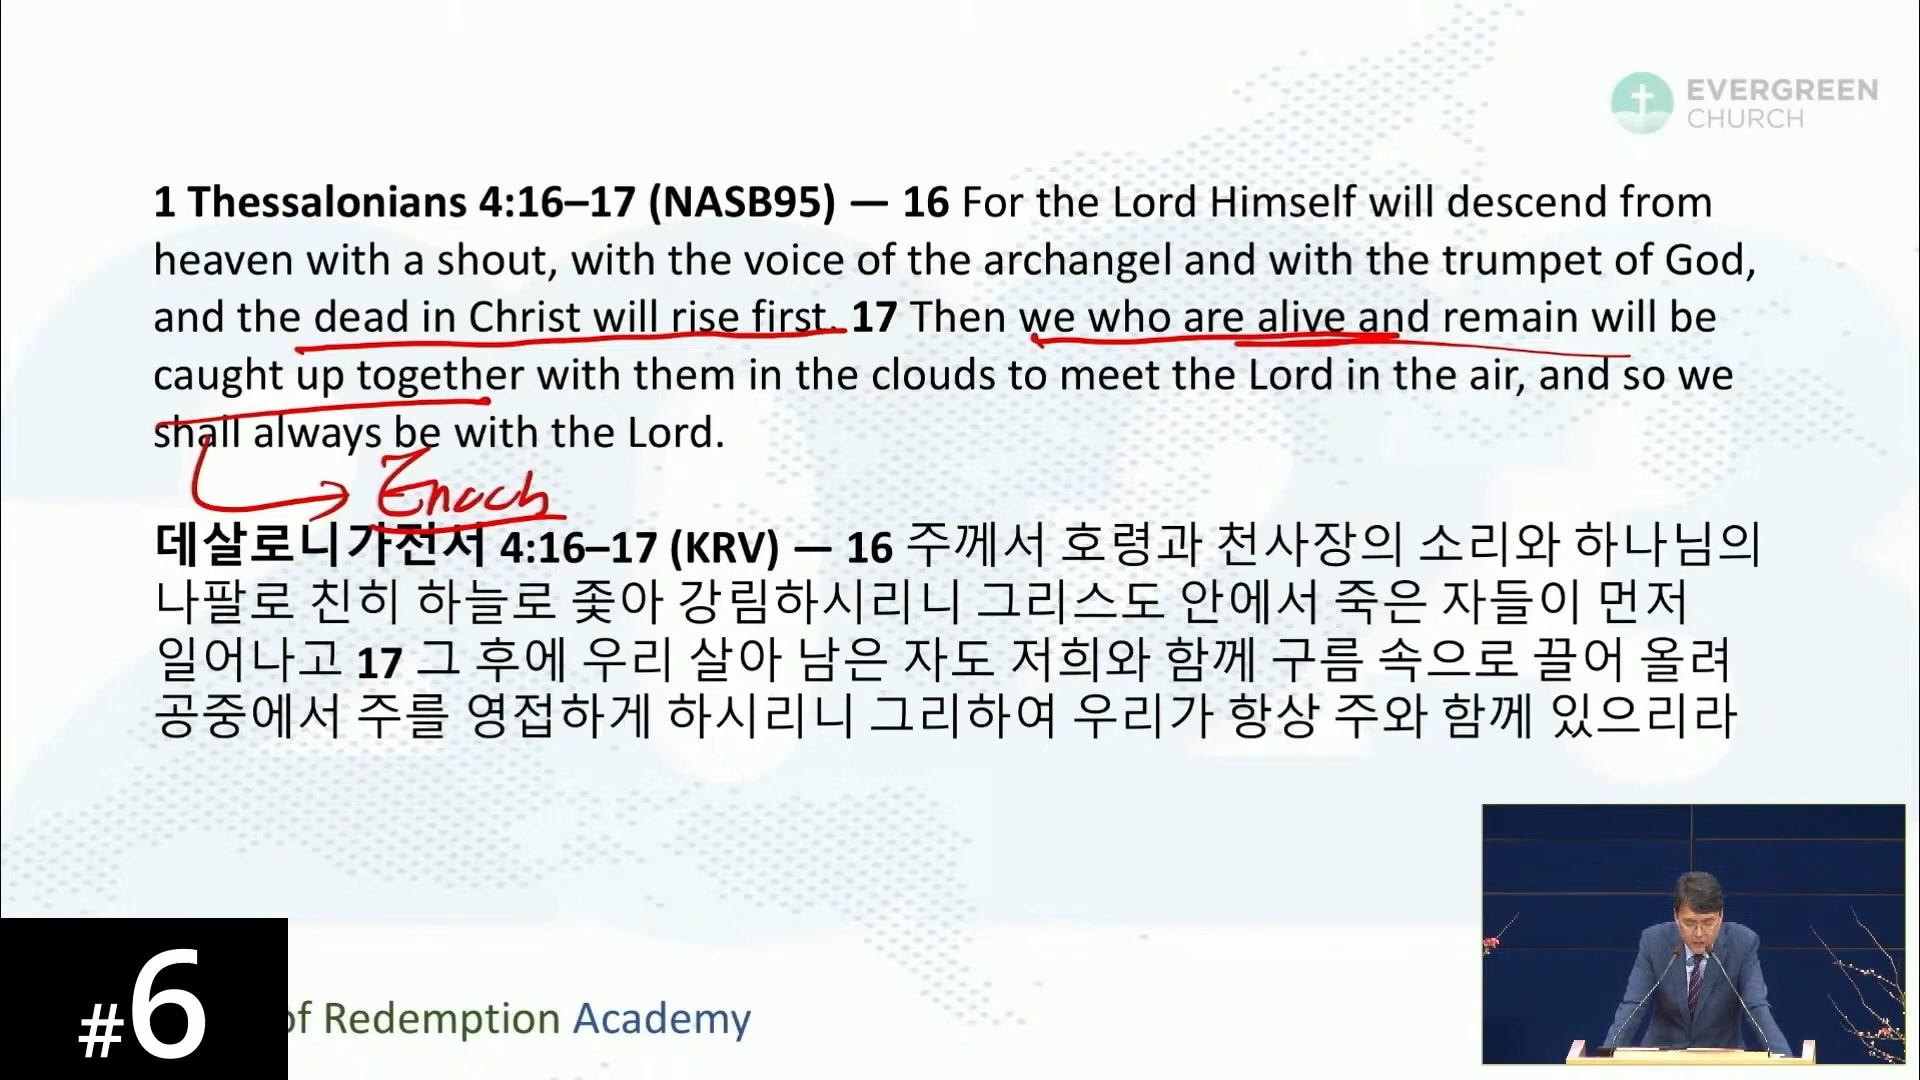 EVERGREEN
CHURCH
1 Thessalonians 4:16–17 (NASB95) — 16 For the Lord Himself will descend from
heaven with a shout, with the voice of the archangel and with the trumpet of God,
and the dead in Christ will rise first. 17 Then we who are alive and remain will be
caught up together with them in the clouds to meet the Lord in the air, and so we
shall always be with the Lord.
Enoch
데살로니가전서 4:16–17 (KRV) — 16 주께서 호령과 천사장의 소리와 하나님의
나팔로 친히 하늘로 좇아 강림하시리니 그리스도 안에서 죽은 자들이 먼저
일어나고 17 그 후에 우리 살아 남은 자도 저희와 함께 구름 속으로 끌어 올려
공중에서 주를 영접하게 하시리니 그리하여 우리가 항상 주와 함께 있으리라
#6
of Redemption Academy